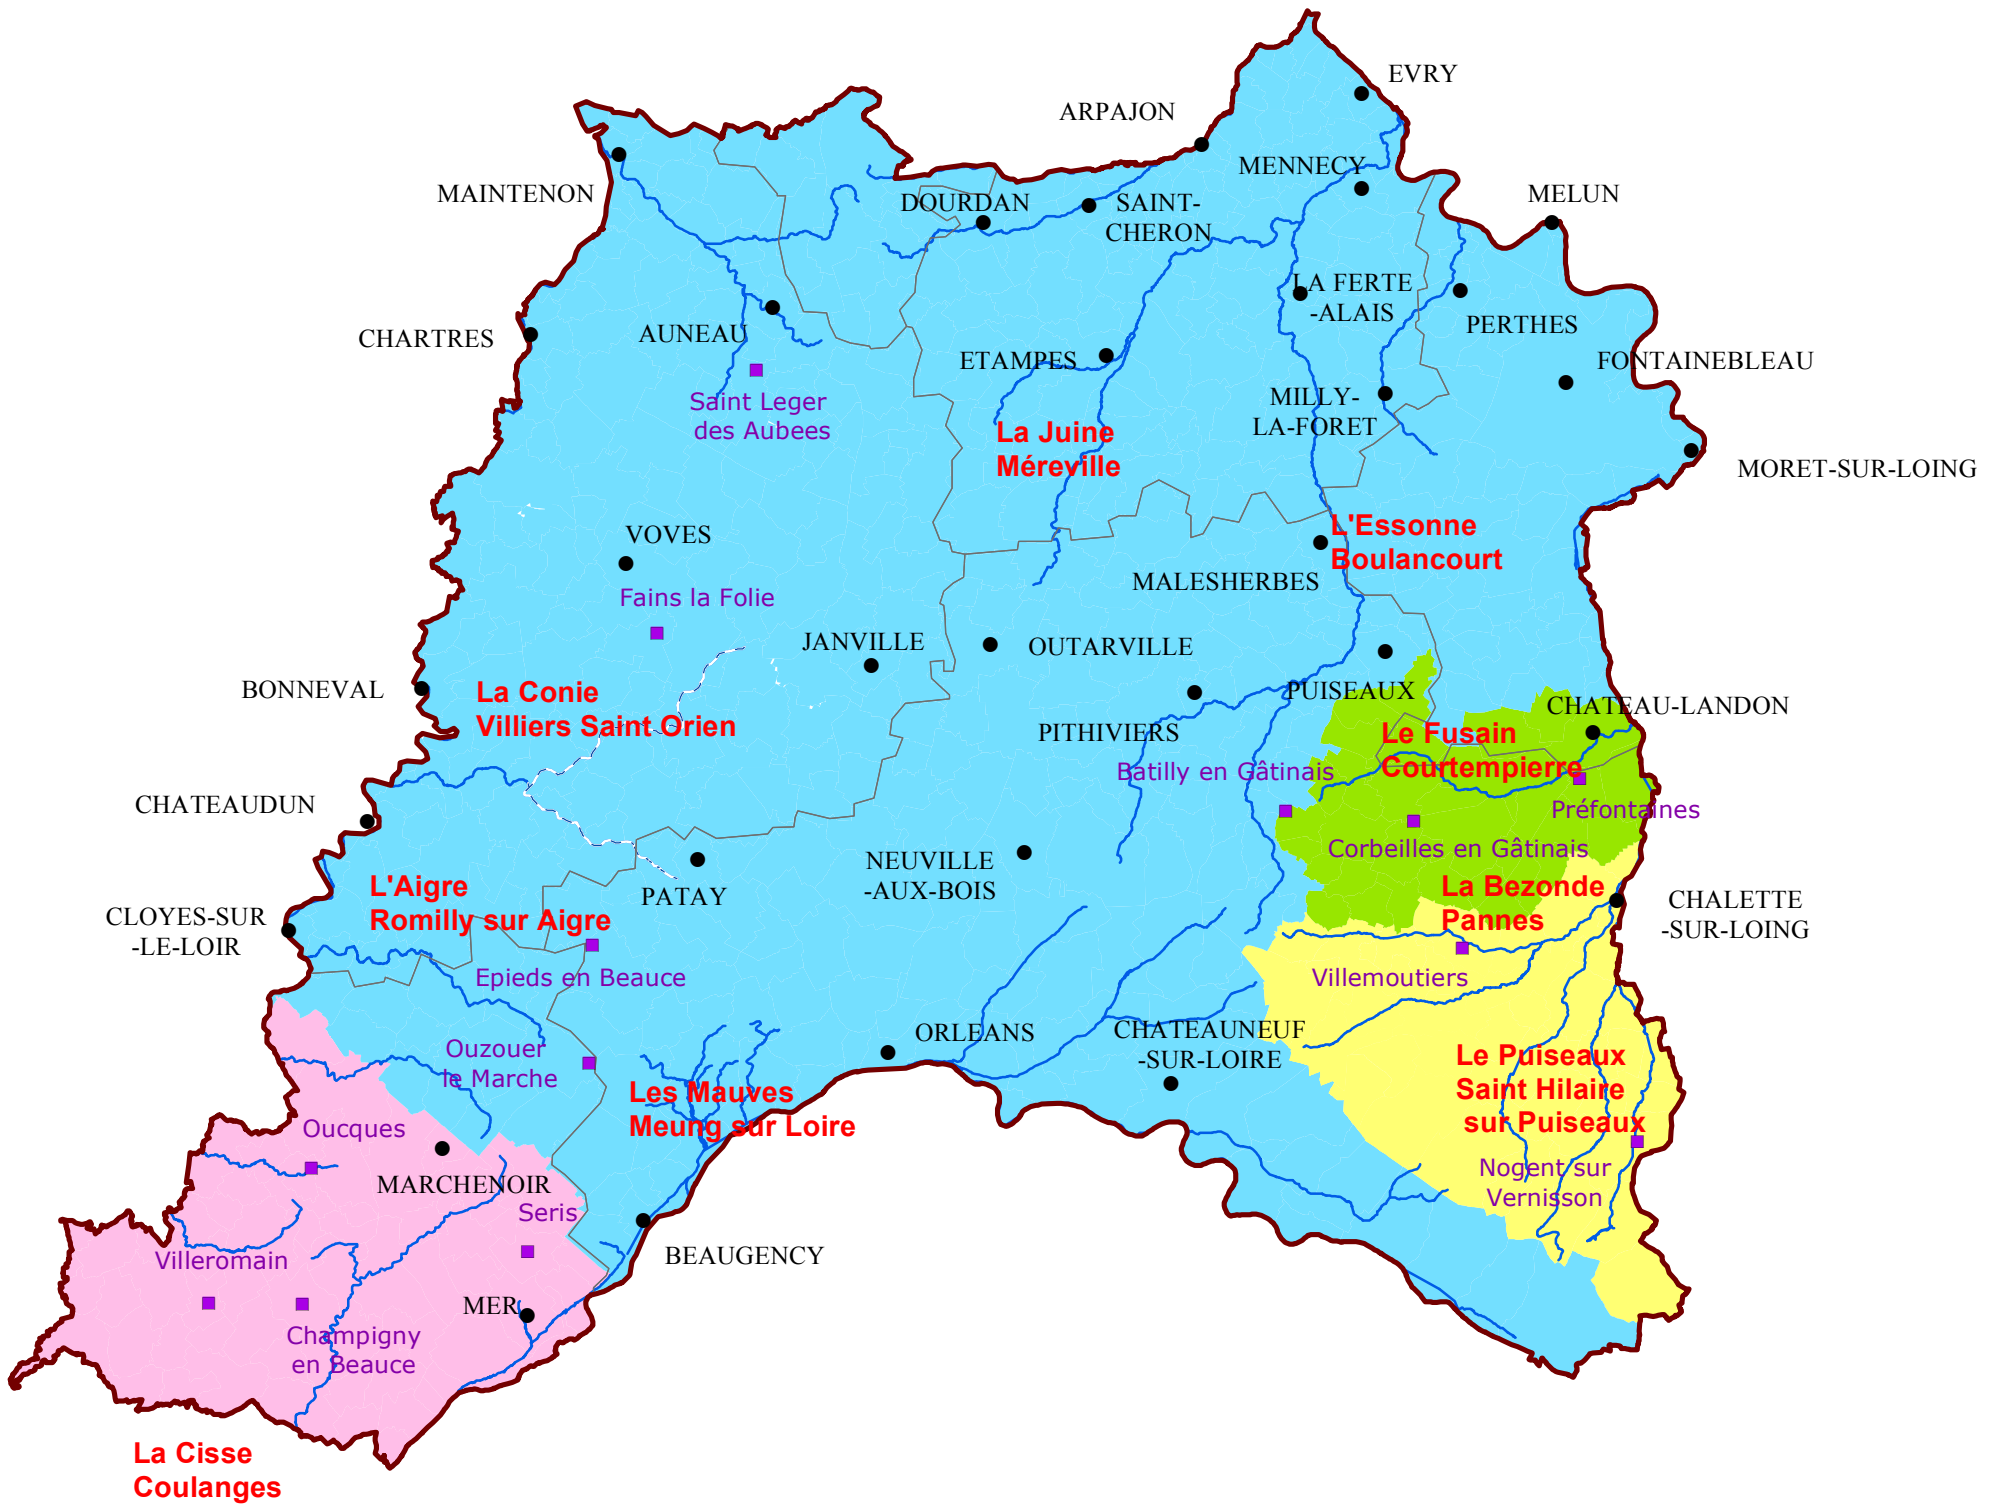 EVRY
ARPAJON
MENNECY
MAINTENON
MELUN
DOURDAN
SAINT-
CHERON
LA FERTE
-ALAIS
PERTHES
CHARTRES
AUNEAU
ETAMPES
FONTAINEBLEAU
Saint Leger
des Aubees
MILLY-
LA-FORET
La Juine
Méreville
MORET-SUR-LOING
VOVES
L'Essonne
Boulancourt
MALESHERBES
Fains la Folie
JANVILLE
OUTARVILLE
BONNEVAL
La Conie
Villiers Saint Orien
PUISEAUX
CHATEAU-LANDON
PITHIVIERS
Le Fusain
Courtempierre
Batilly en Gâtinais
CHATEAUDUN
Préfontaines
Corbeilles en Gâtinais
NEUVILLE
-AUX-BOIS
L'Aigre
Romilly sur Aigre
PATAY
La Bezonde
Pannes
CHALETTE
-SUR-LOING
CLOYES-SUR
-LE-LOIR
Epieds en Beauce
Villemoutiers
ORLEANS
CHATEAUNEUF
-SUR-LOIRE
Ouzouer
le Marche
Le Puiseaux
Saint Hilaire
sur Puiseaux
Les Mauves
Meung sur Loire
Oucques
MARCHENOIR
Nogent sur
Vernisson
Seris
BEAUGENCY
Villeromain
MER
Champigny
en Beauce
La Cisse
Coulanges